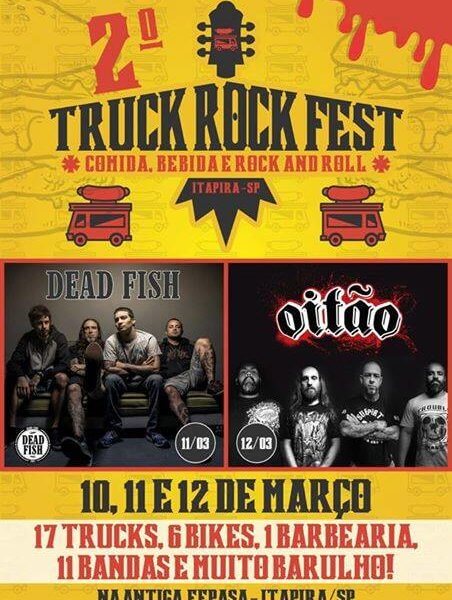 2º
TRUCK ROCK FEST
COMIDA, BEBIDA E ROCK AND ROLL
ITAPIRA-SP
DEAD FISH
oitão
DEAD
FISH
11/03
12/03
10, 11 E 12 DE MARÇO
17 TRUCKS, 6 BIKES, 1 BARBEARIA,
11 BANDAS E MUITO BARULHO!
NA ANTIGA FEPASA - ITAPIRA/SP